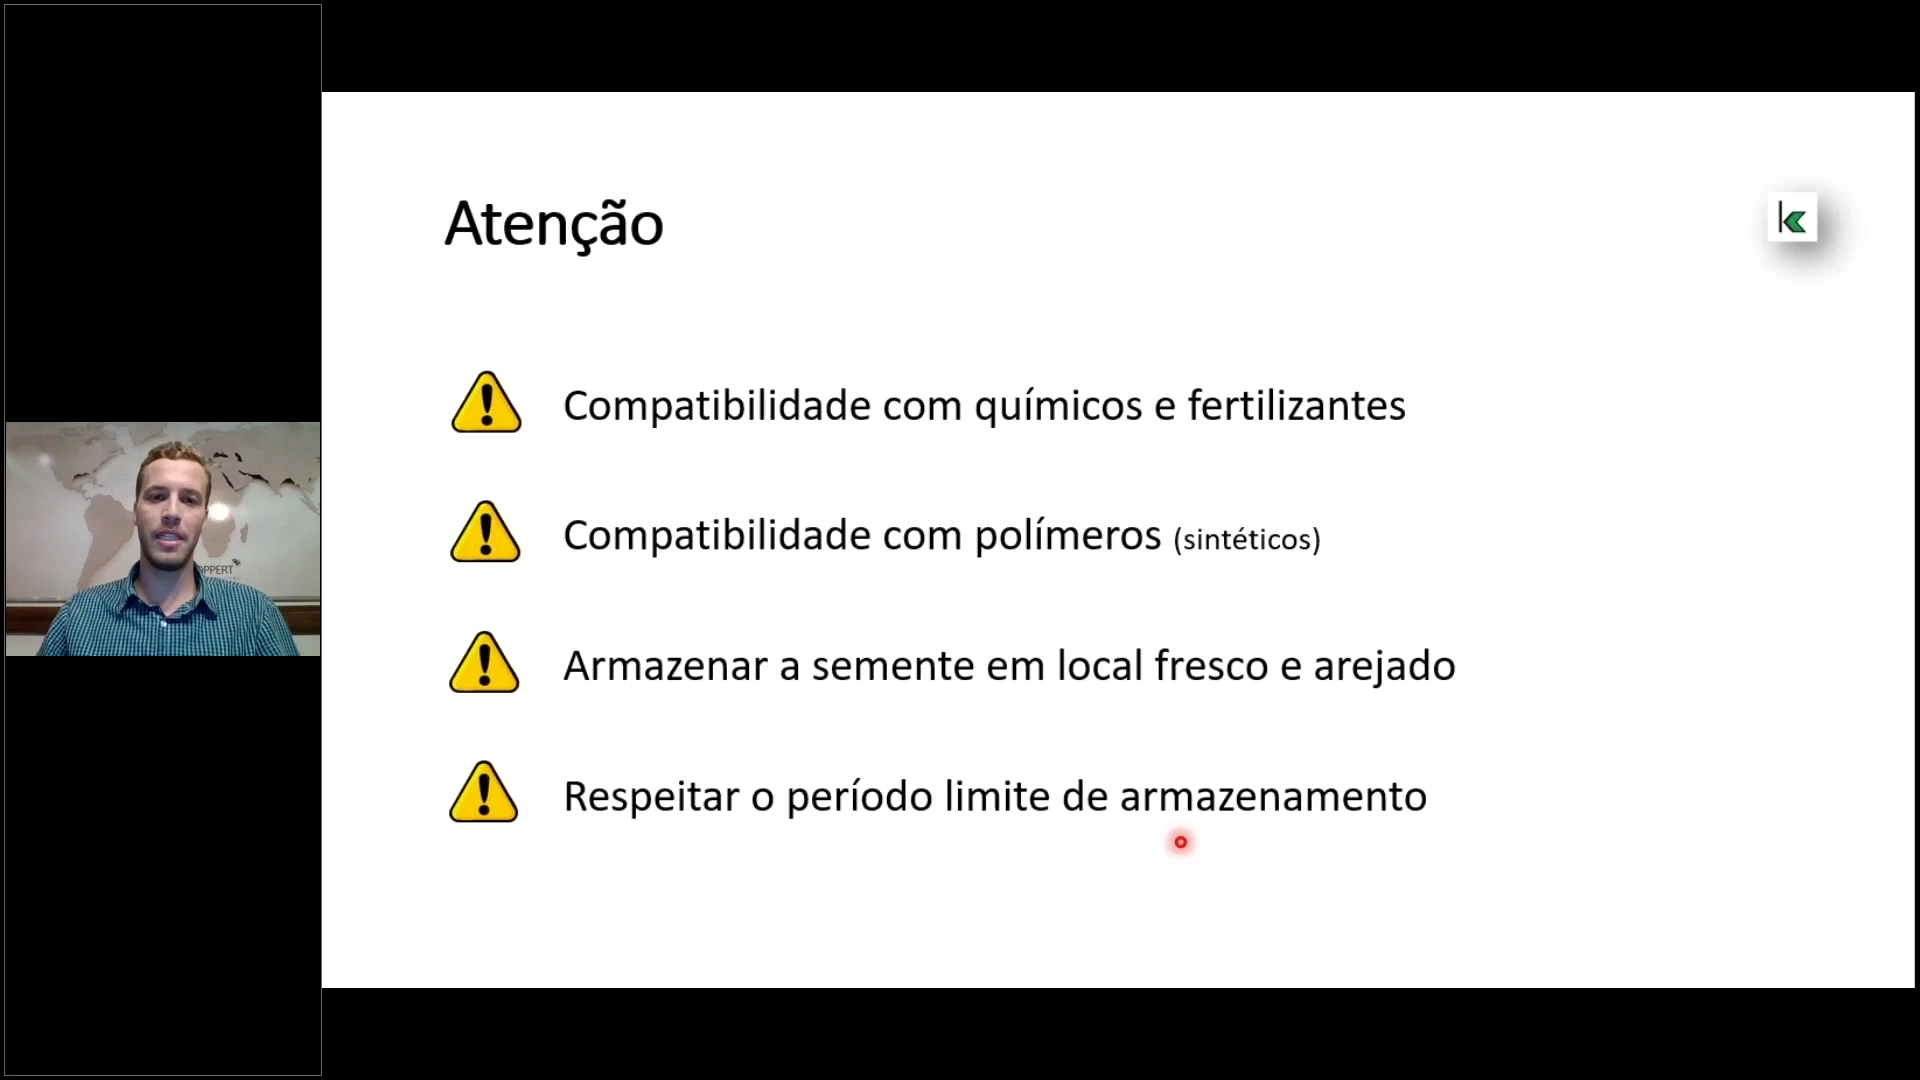 Atenção
Compatibilidade com químicos e fertilizantes
Compatibilidade com polímeros (sintéticos)
Armazenar a semente em local fresco e arejado
Respeitar o período limite de armazenamento
OPPERT